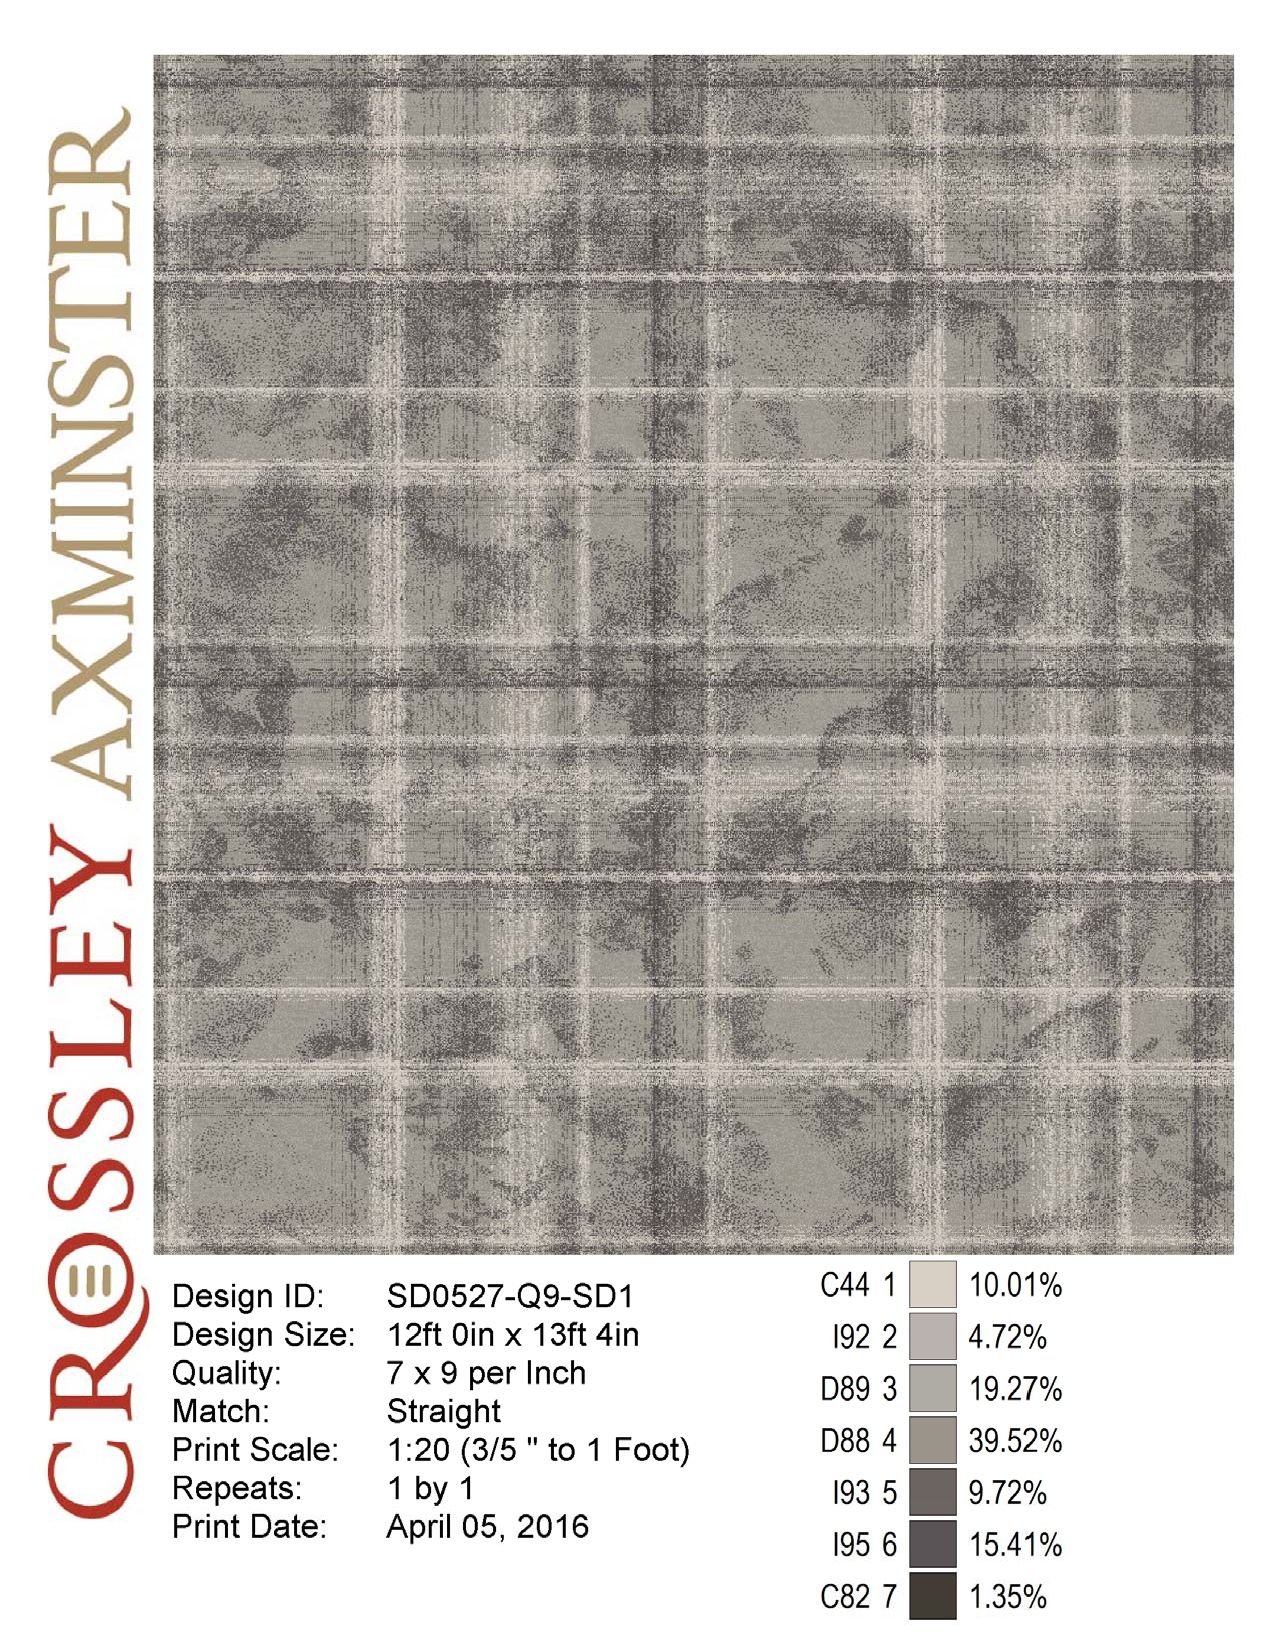 CROSSLEY AXMINSTER
Design ID: SD0527-Q9-SD1
Design Size: 12ft 0in x 13ft 4in
Quality: 7 x 9 per Inch
Match: Straight
Print Scale: 1:20 (3/5 " to 1 Foot)
Repeats: 1 by 1
Print Date: April 05, 2016
C44 1 10.01%
I92 2 4.72%
D89 3 19.27%
D88 4 39.52%
I93 5 9.72%
I95 6 15.41%
C82 7 1.35%